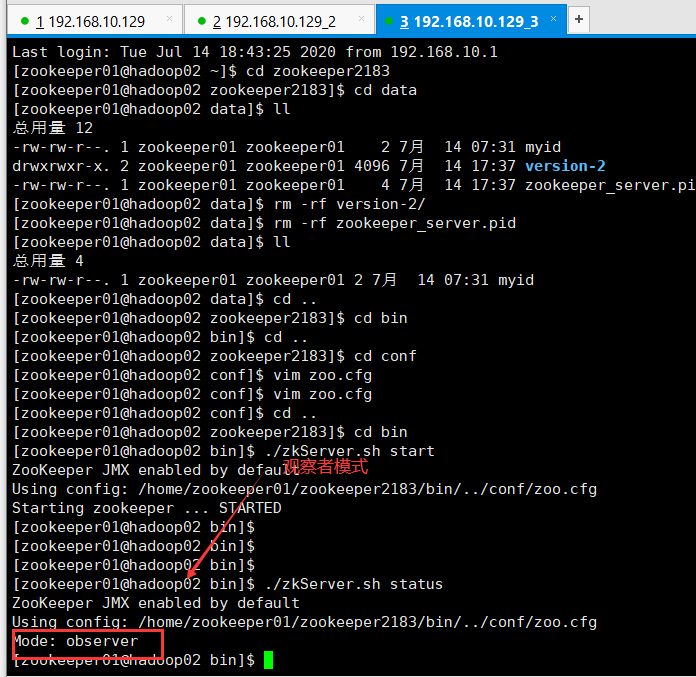 1 192.168.10.129 × 2 192.168.10.129_2 × 3 192.168.10.129_3 × +
Last login: Tue Jul 14 18:43:25 2020 from 192.168.10.1
[zookeeper01@hadoop02 ~]$ cd zookeeper2183
[zookeeper01@hadoop02 zookeeper2183]$ cd data
[zookeeper01@hadoop02 data]$ ll
总用量 12
-rw-rw-r--. 1 zookeeper01 zookeeper01    2 7月  14 07:31 myid
drwxrwxr-x. 2 zookeeper01 zookeeper01 4096 7月  14 17:37 version-2
-rw-rw-r--. 1 zookeeper01 zookeeper01    4 7月  14 17:37 zookeeper_server.pi
[zookeeper01@hadoop02 data]$ rm -rf version-2/
[zookeeper01@hadoop02 data]$ rm -rf zookeeper_server.pid
[zookeeper01@hadoop02 data]$ ll
总用量 4
-rw-rw-r--. 1 zookeeper01 zookeeper01 2 7月  14 07:31 myid
[zookeeper01@hadoop02 data]$ cd ..
[zookeeper01@hadoop02 zookeeper2183]$ cd bin
[zookeeper01@hadoop02 bin]$ cd ..
[zookeeper01@hadoop02 zookeeper2183]$ cd conf
[zookeeper01@hadoop02 conf]$ vim zoo.cfg
[zookeeper01@hadoop02 conf]$ vim zoo.cfg
[zookeeper01@hadoop02 conf]$ cd ..
[zookeeper01@hadoop02 zookeeper2183]$ cd bin
[zookeeper01@hadoop02 bin]$ ./zkServer.sh start
ZooKeeper JMX enabled by default
观察者模式
Using config: /home/zookeeper01/zookeeper2183/bin/../conf/zoo.cfg
Starting zookeeper ... STARTED
[zookeeper01@hadoop02 bin]$
[zookeeper01@hadoop02 bin]$
[zookeeper01@hadoop02 bin]$
[zookeeper01@hadoop02 bin]$ ./zkServer.sh status
ZooKeeper JMX enabled by default
Using config: /home/zookeeper01/zookeeper2183/bin/../conf/zoo.cfg
Mode: observer
[zookeeper01@hadoop02 bin]$